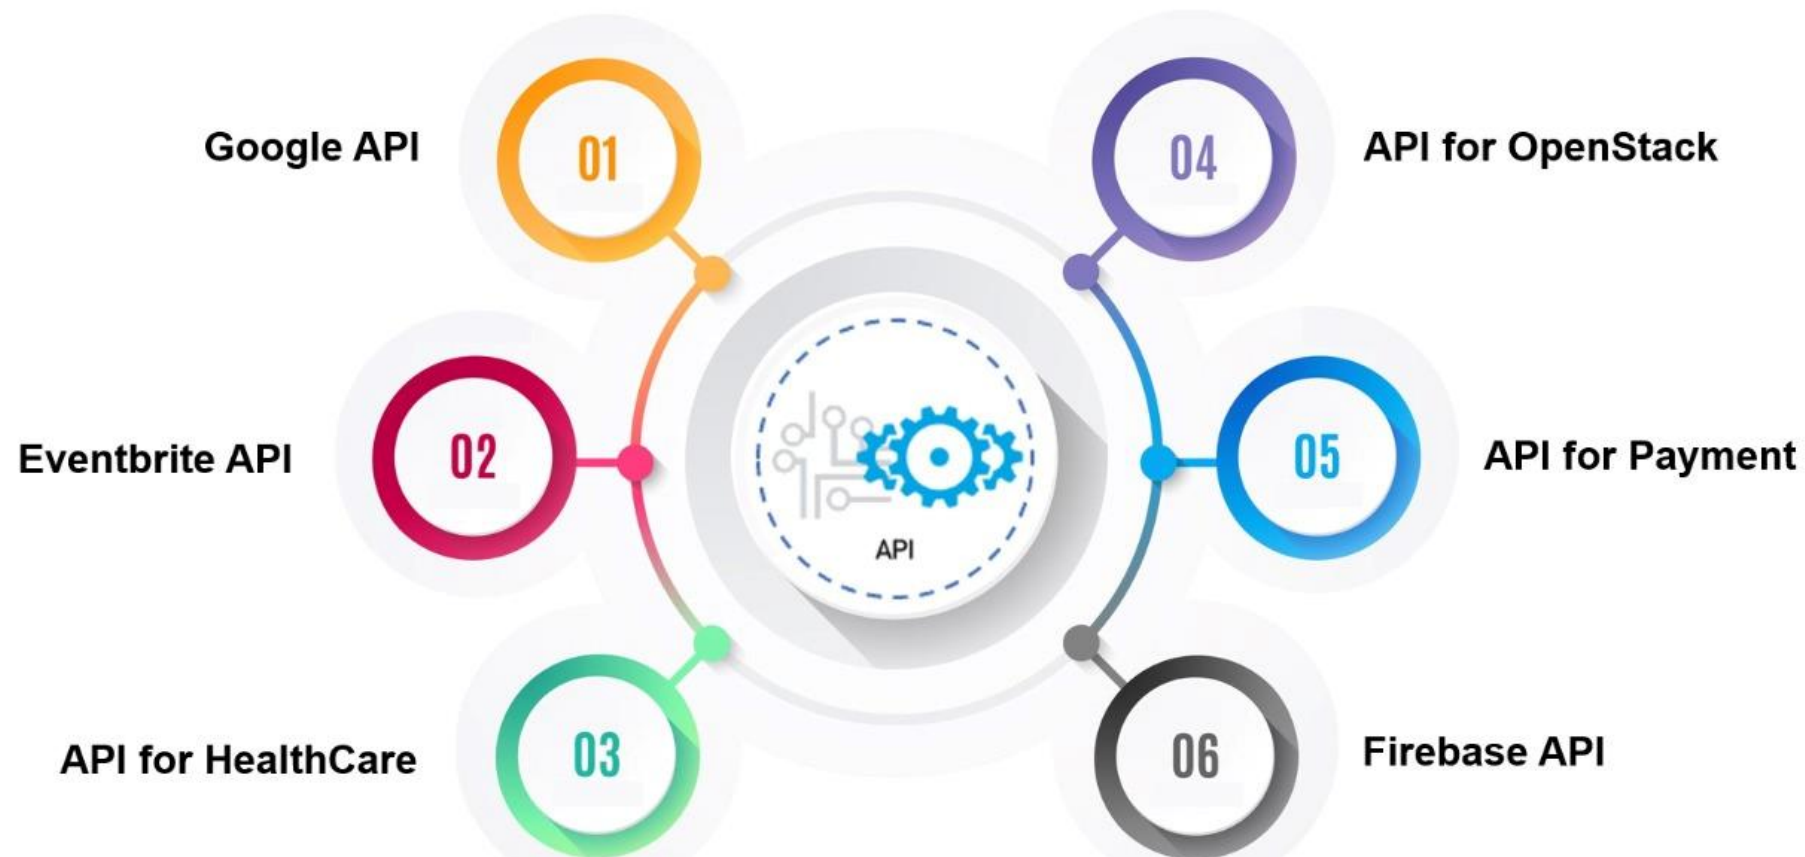 Google API
01
Eventbrite API
02
API for HealthCare
03
API
04
API for OpenStack
05
API for Payment
06
Firebase API